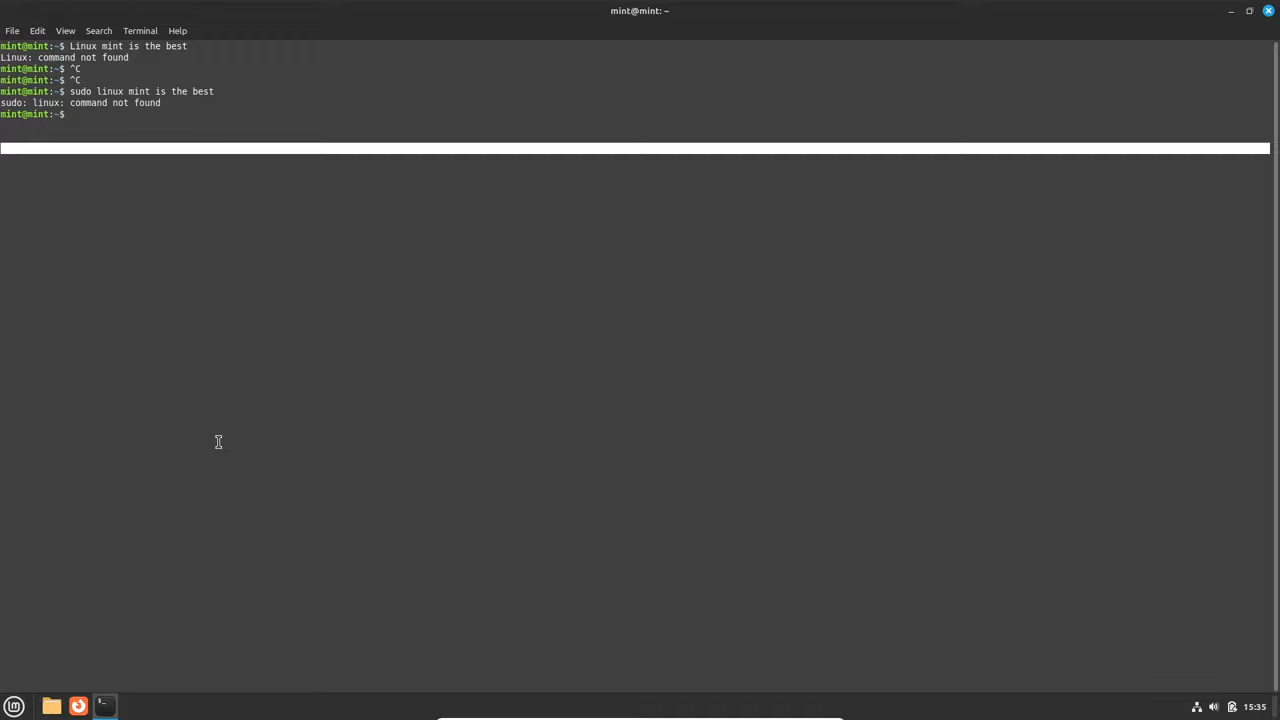 mint@mint: ~
File Edit View Search Terminal Help
mint@mint:~$ Linux mint is the best
Linux: command not found
mint@mint:~$ ^C
mint@mint:~$ ^C
mint@mint:~$ sudo linux mint is the best
sudo: linux: command not found
mint@mint:~$
15:35